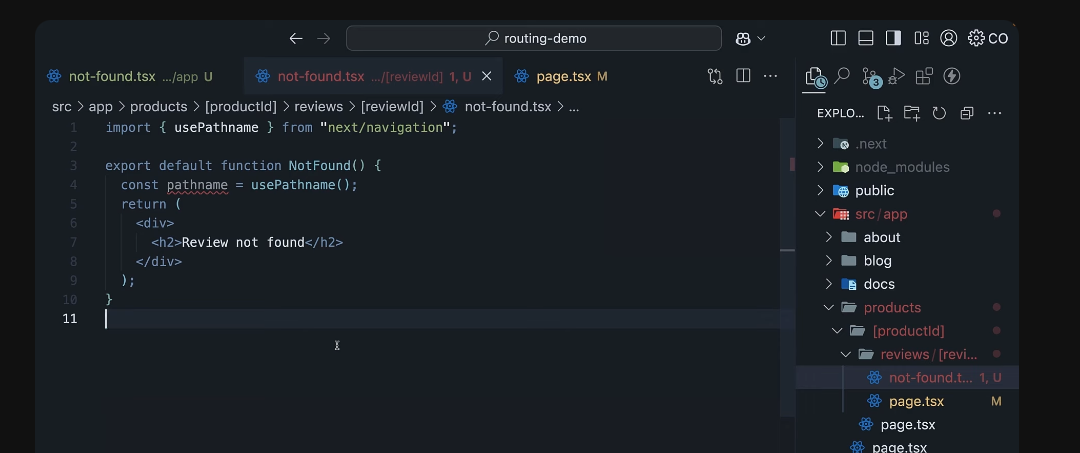 routing-demo
CO
not-found.tsx .../app U
not-found.tsx .../[reviewId] 1, U
page.tsx M
3
src > app > products > [productId] > reviews > [reviewId] > not-found.tsx > ...
EXPLO...
1 import { usePathname } from "next/navigation";
2
3 export default function NotFound() {
4 const pathname = usePathname();
5 return (
6 <div>
7 <h2>Review not found</h2>
8 </div>
9 );
10 }
11
.next
node_modules
public
src/app
about
blog
docs
products
[productId]
reviews/[revi...
not-found.t... 1, U
page.tsx M
page.tsx
page.tsx